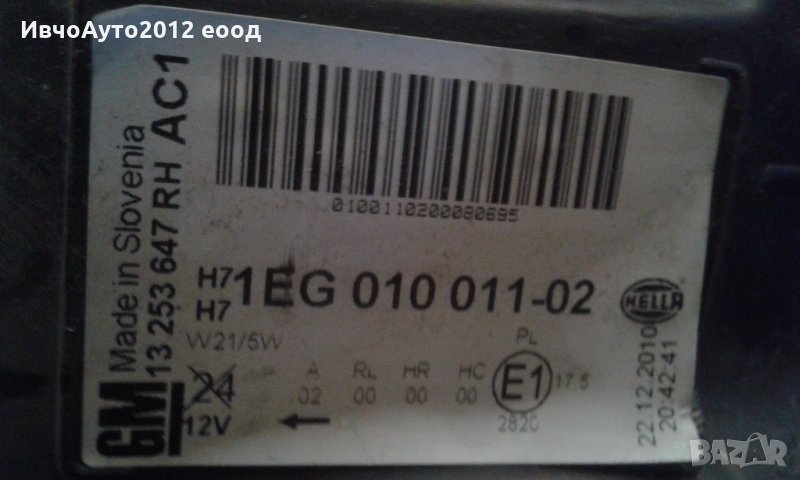 ИвчоАуто2012 еоод
GM
Made in Slovenia
13 253 647 RH AC1
0100110200080695
H7
H7
1EG 010 011-02
HELLA
W21/5W
PL
24
12V
A RL HR HC
02 00 00 00
E1
17 5
2820
22.12.2010
20:42:41
BAZAR